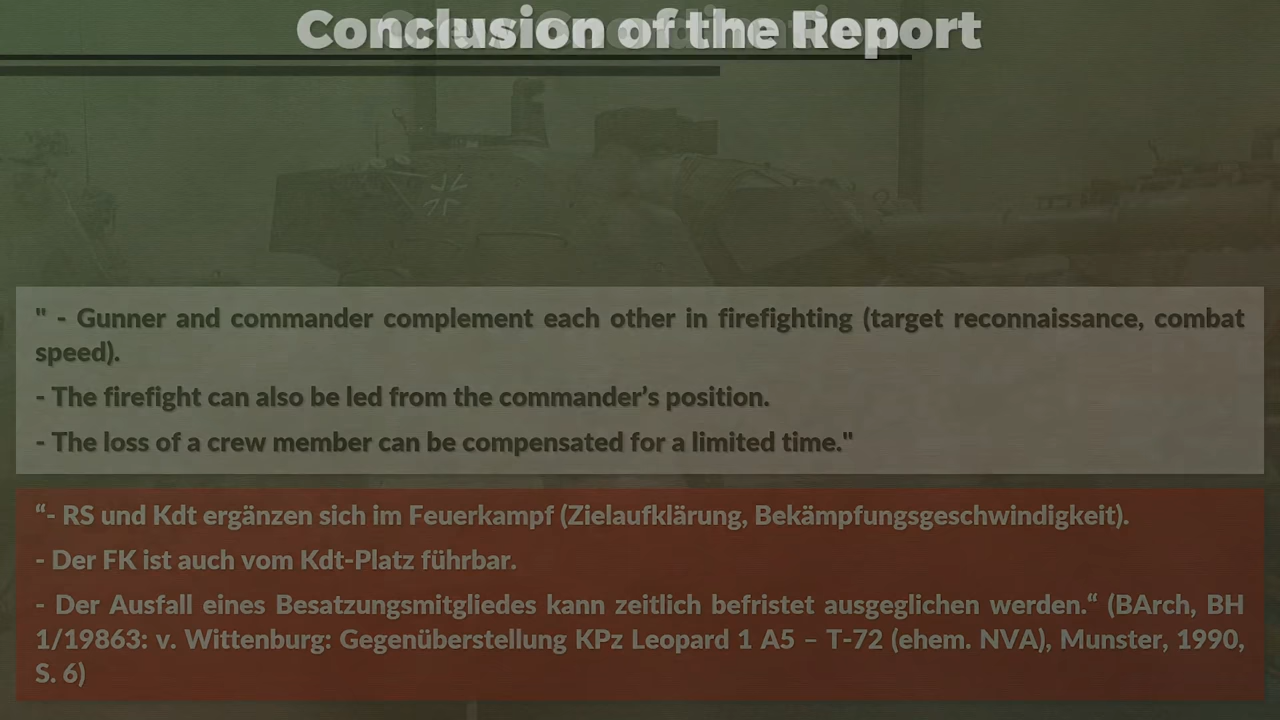 Conclusion of the Report
" - Gunner and commander complement each other in firefighting (target reconnaissance, combat
speed).
- The firefight can also be led from the commander's position.
- The loss of a crew member can be compensated for a limited time."
“- RS und Kdt ergänzen sich im Feuerkampf (Zielaufklärung, Bekämpfungsgeschwindigkeit).
- Der FK ist auch vom Kdt-Platz führbar.
- Der Ausfall eines Besatzungsmitgliedes kann zeitlich befristet ausgeglichen werden.“ (BArch, BH
1/19863: v. Wittenburg: Gegenüberstellung KPz Leopard 1 A5 – T-72 (ehem. NVA), Munster, 1990,
S. 6)